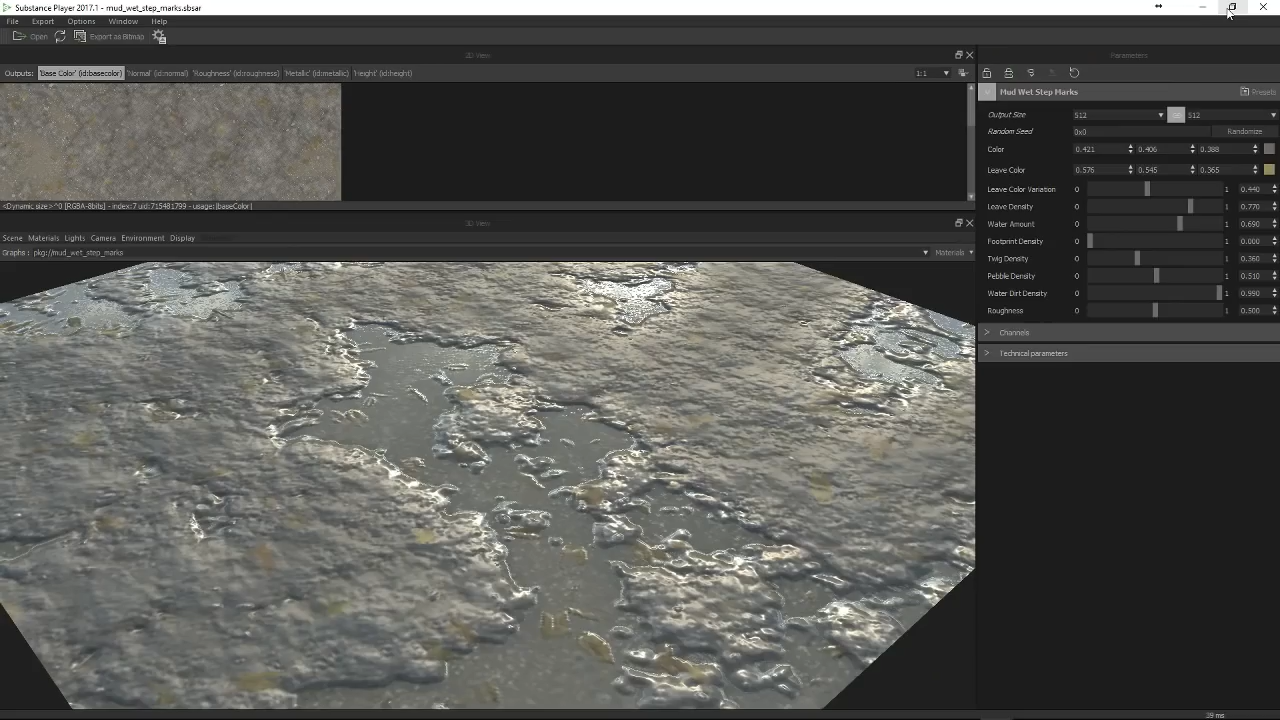 Substance Player 2017.1 - mud_wet_step_marks.sbsar
File Export Options Window Help
Open Export as Bitmap
2D View
Outputs: 'Base Color' (id:basecolor) 'Normal' (id:normal) 'Roughness' (id:roughness) 'Metallic' (id:metallic) 'Height' (id:height) 1:1
<Dynamic size> ^0 [RGBA-8bits] - index:7 uid:715481799 - usage: |baseColor|
3D View
Scene Materials Lights Camera Environment Display
Graphs : pkg://mud_wet_step_marks Materials
Parameters
Mud Wet Step Marks Presets
Output Size 512 512
Random Seed 0x0 Randomize
Color 0.421 0.406 0.388
Leave Color 0.576 0.545 0.365
Leave Color Variation 0 1 0.440
Leave Density 0 1 0.770
Water Amount 0 1 0.690
Footprint Density 0 1 0.000
Twig Density 0 1 0.360
Pebble Density 0 1 0.510
Water Dirt Density 0 1 0.990
Roughness 0 1 0.500
Channels
Technical parameters
39 ms